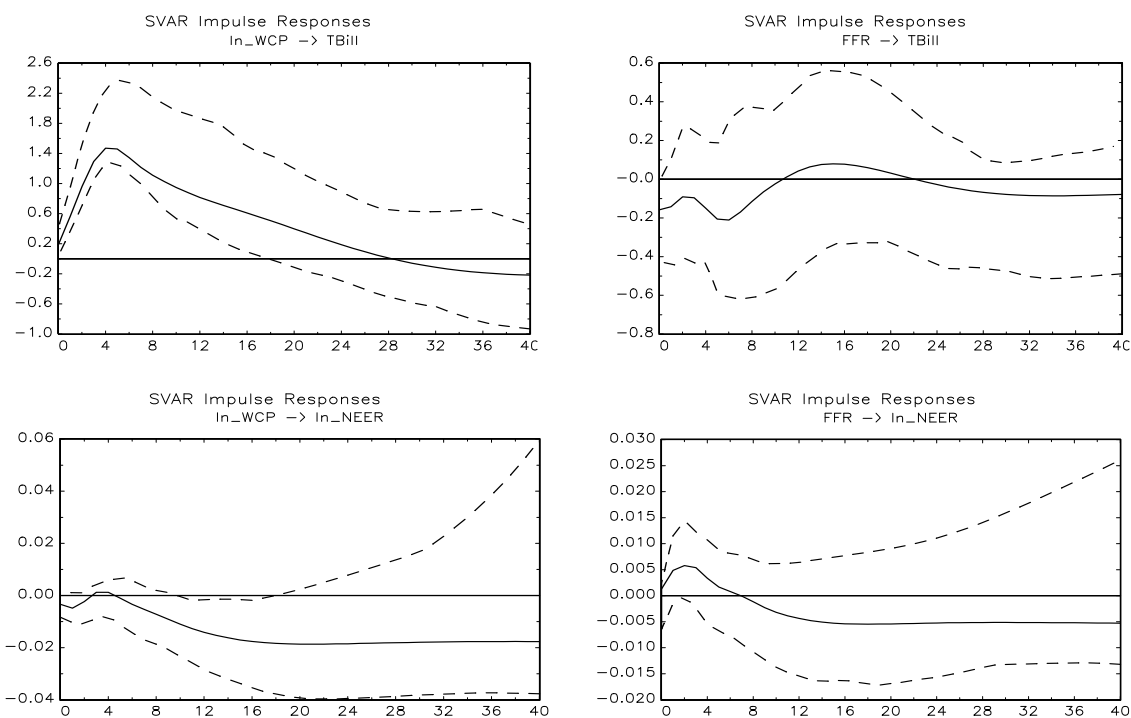 SVAR Impulse Responses
ln_WCP -> TBill
2.6
2.2
1.8
1.4
1.0
0.6
0.2
-0.2
-0.6
-1.0
0 4 8 12 16 20 24 28 32 36 40
SVAR Impulse Responses
FFR -> TBill
0.6
0.4
0.2
-0.0
-0.2
-0.4
-0.6
-0.8
0 4 8 12 16 20 24 28 32 36 40
SVAR Impulse Responses
ln_WCP -> ln_NEER
0.06
0.04
0.02
0.00
-0.02
-0.04
0 4 8 12 16 20 24 28 32 36 40
SVAR Impulse Responses
FFR -> ln_NEER
0.030
0.025
0.020
0.015
0.010
0.005
0.000
-0.005
-0.010
-0.015
-0.020
0 4 8 12 16 20 24 28 32 36 40